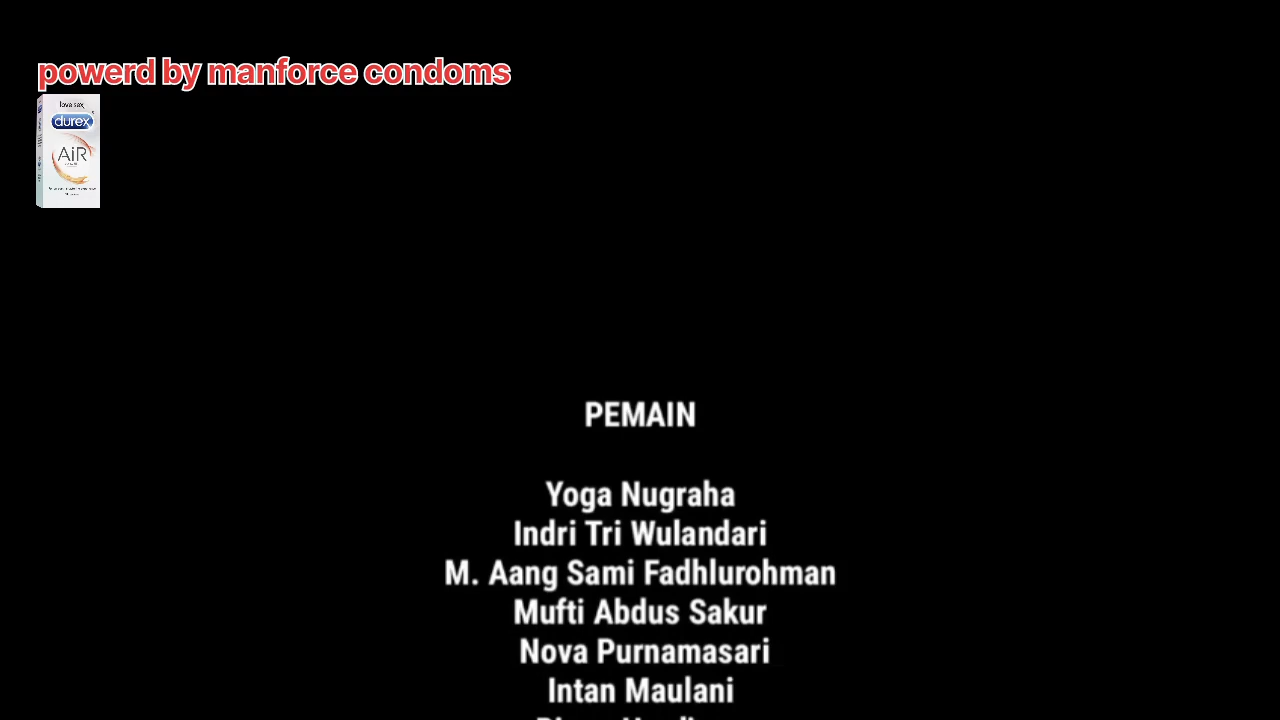 powerd by manforce condoms
love sex
durex
AiR
PEMAIN
Yoga Nugraha
Indri Tri Wulandari
M. Aang Sami Fadhlurohman
Mufti Abdus Sakur
Nova Purnamasari
Intan Maulani